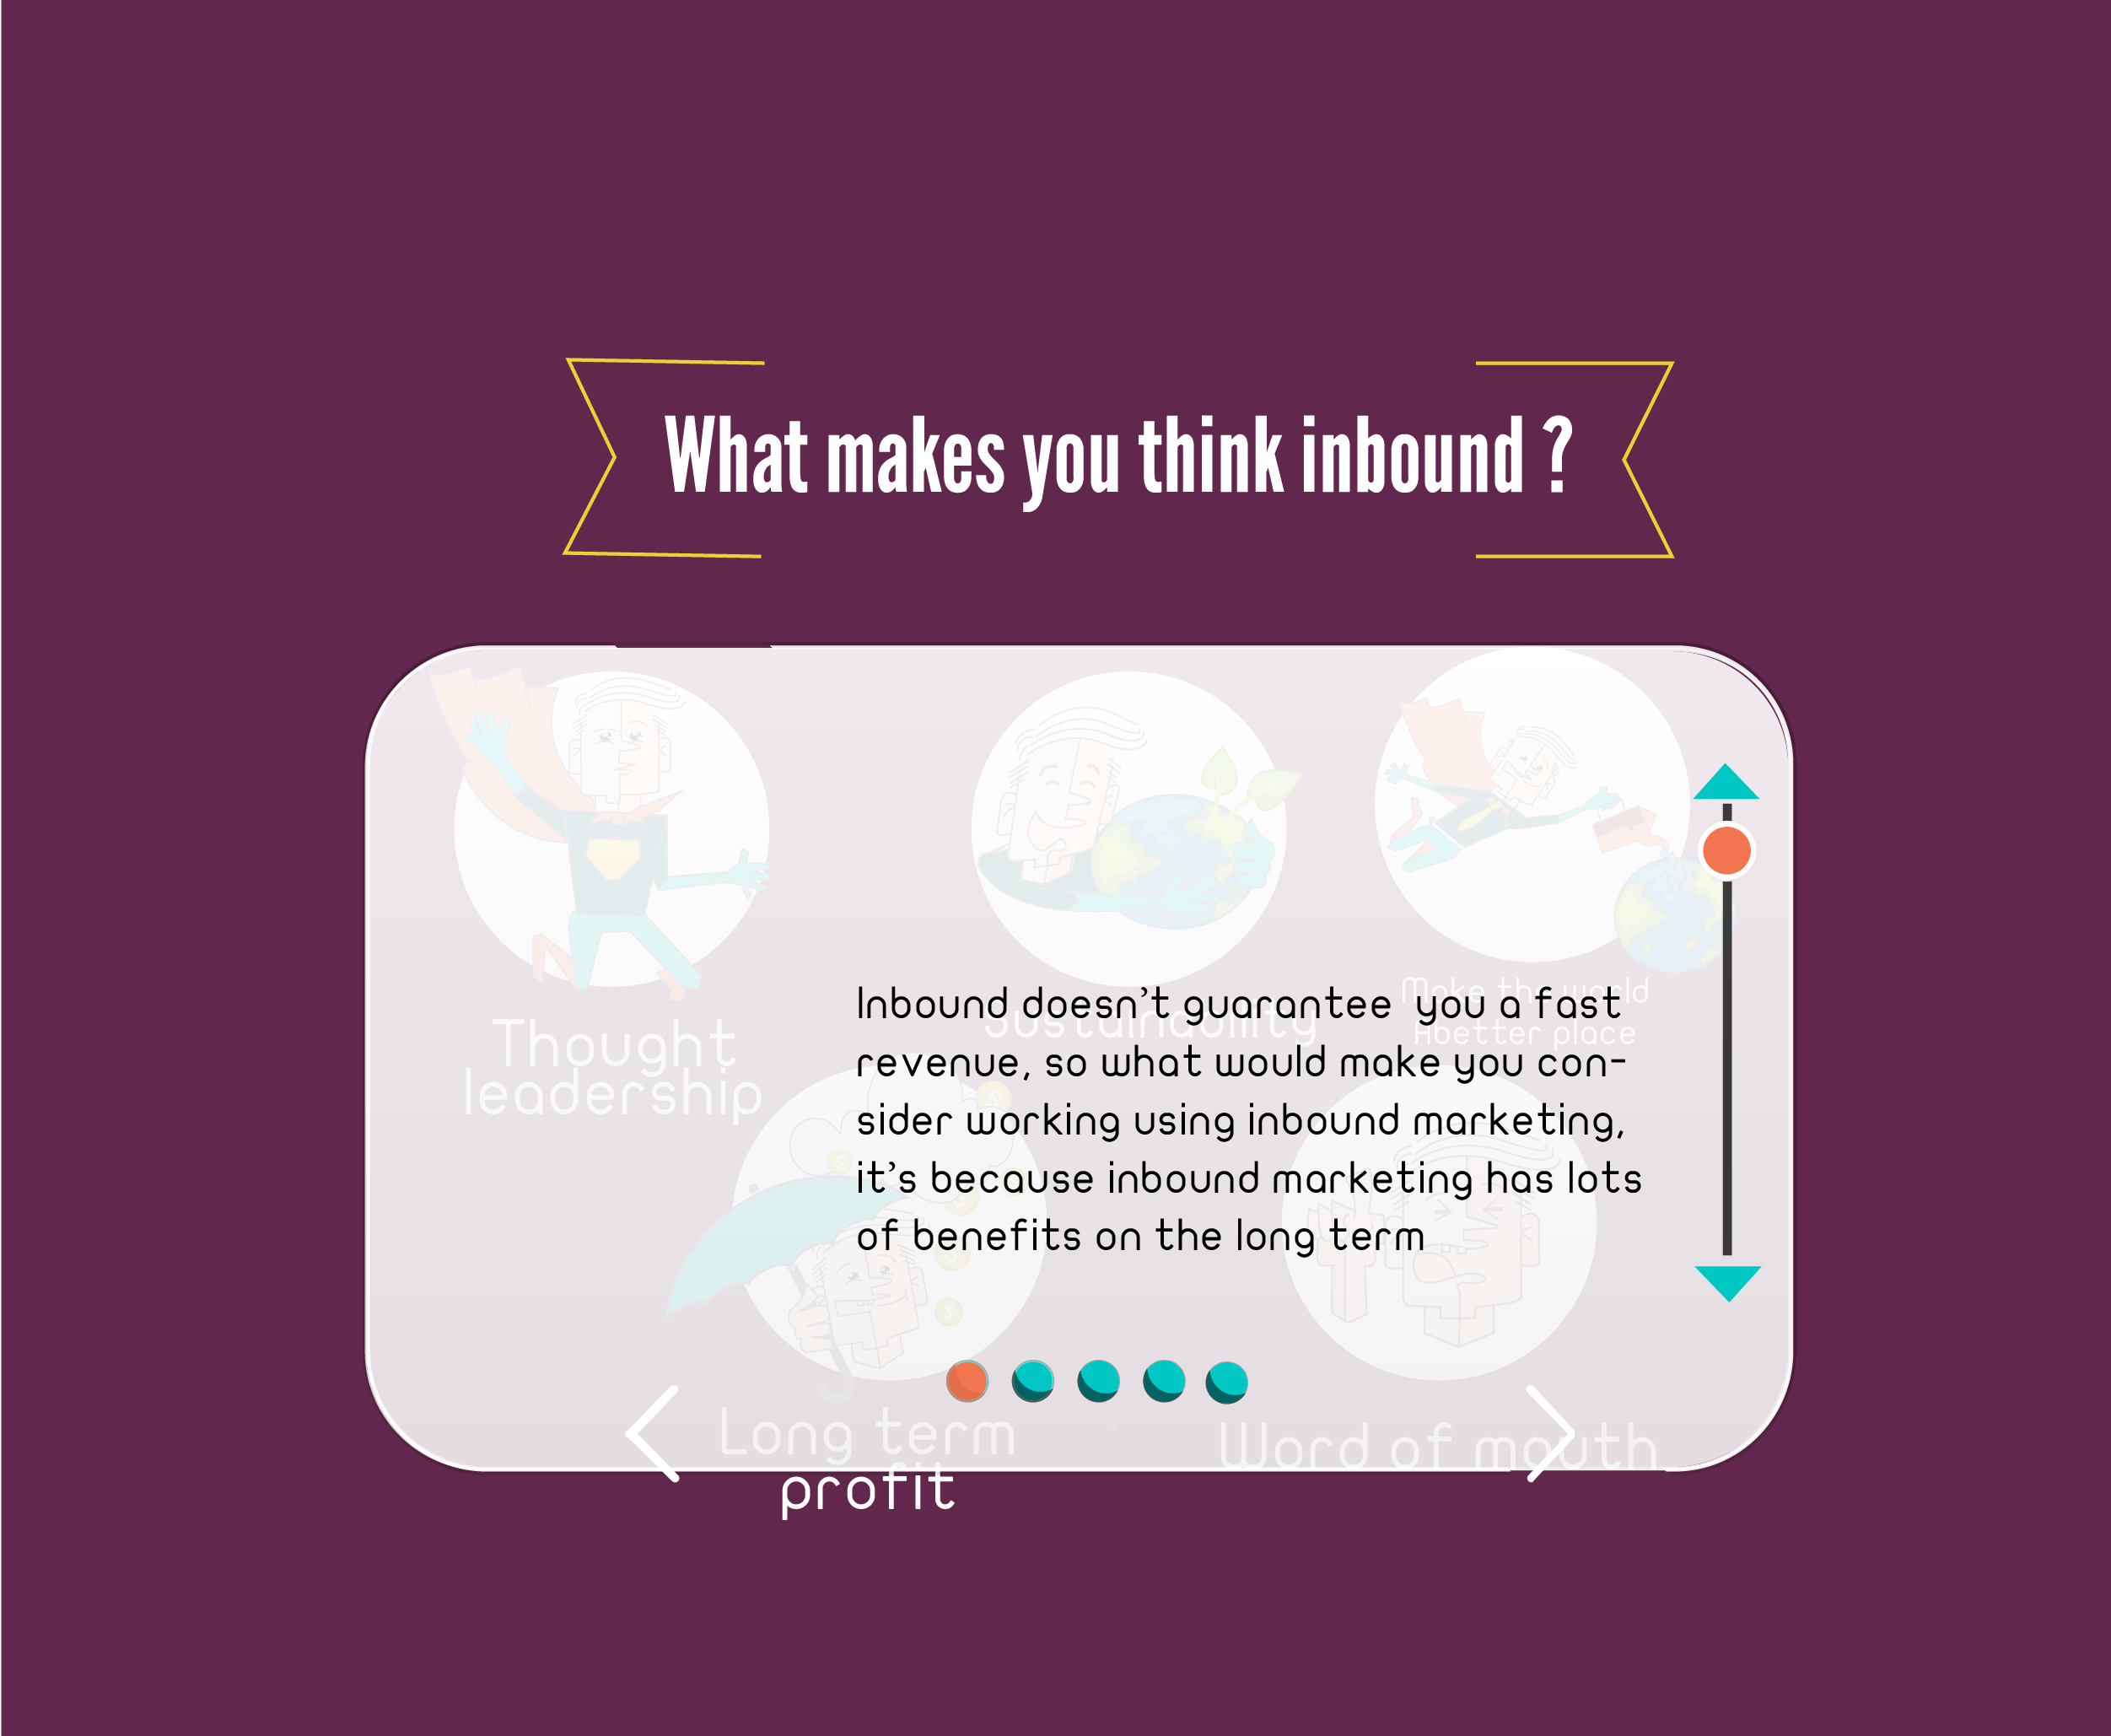 What makes you think inbound ?
Thought
leadership
Sustainability
Make the world
Abetter place
Inbound doesn't guarantee  you a fast
revenue, so what would make you con-
sider working using inbound marketing,
it's because inbound marketing has lots
of benefits on the long term
Long term
profit
Word of mouth